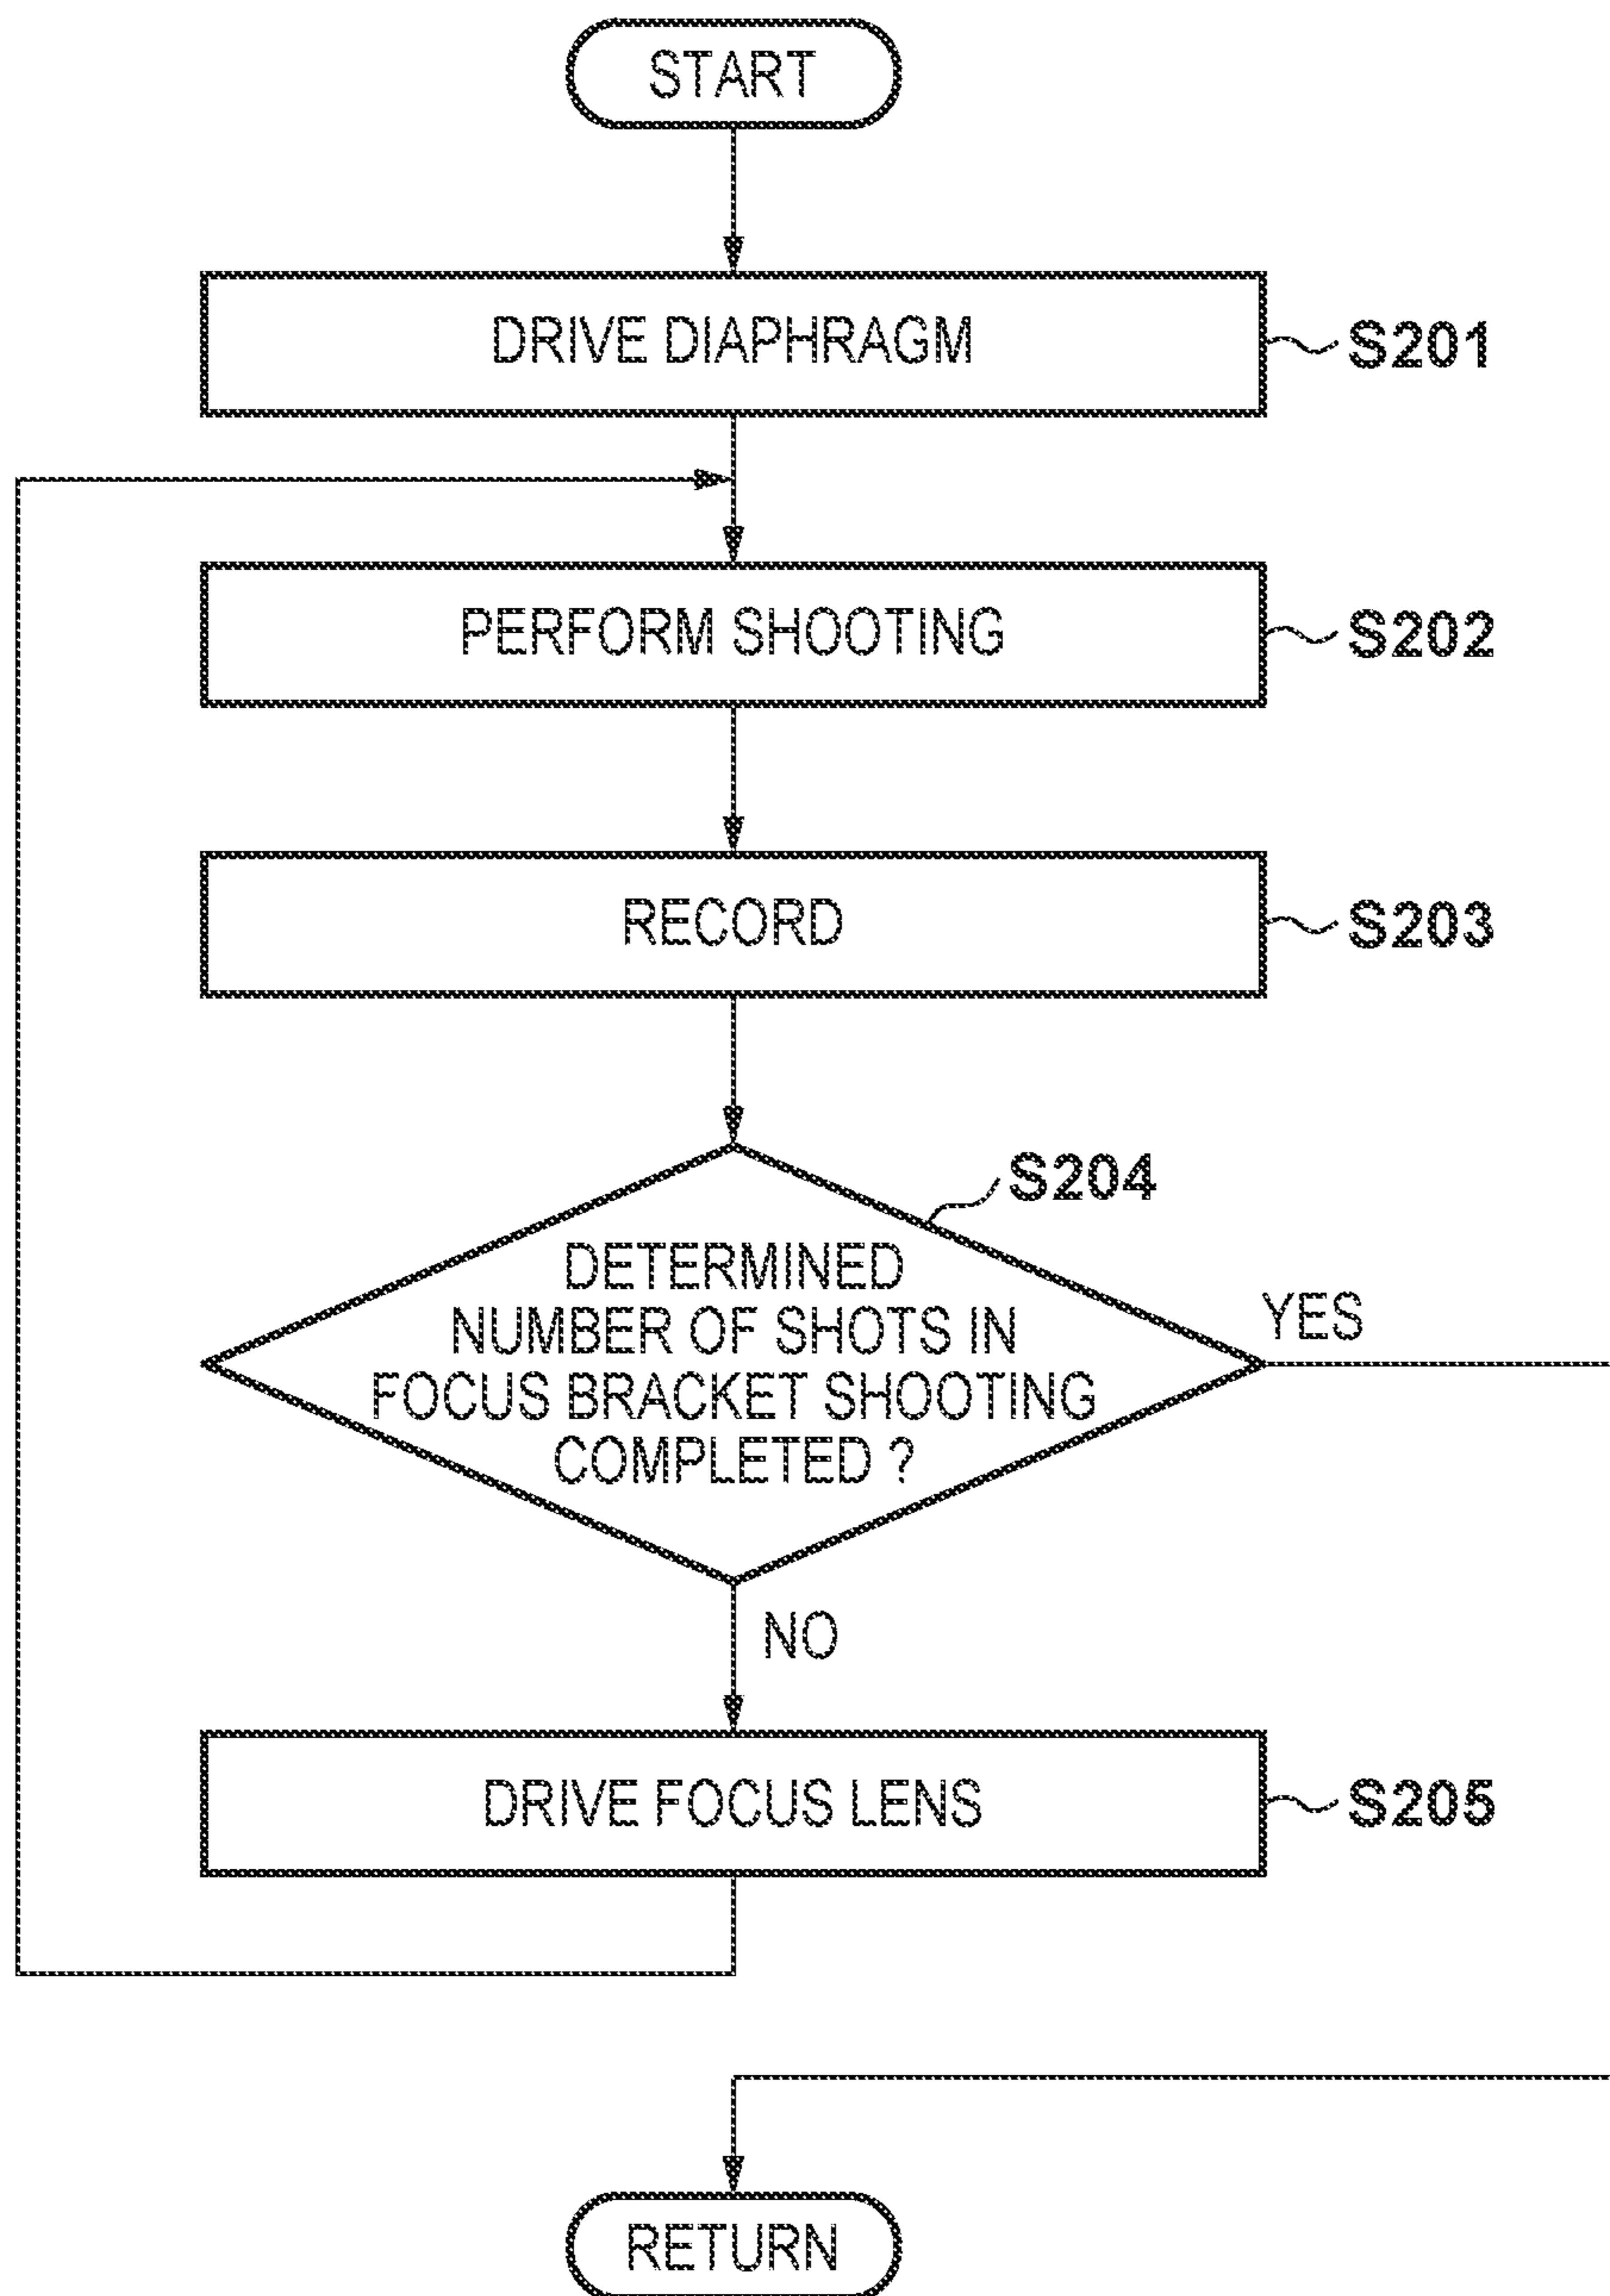 START
DRIVE DIAPHRAGM
S201
PERFORM SHOOTING
S202
RECORD
S203
S204
DETERMINED
NUMBER OF SHOTS IN
FOCUS BRACKET SHOOTING
COMPLETED ?
YES
NO
DRIVE FOCUS LENS
S205
RETURN